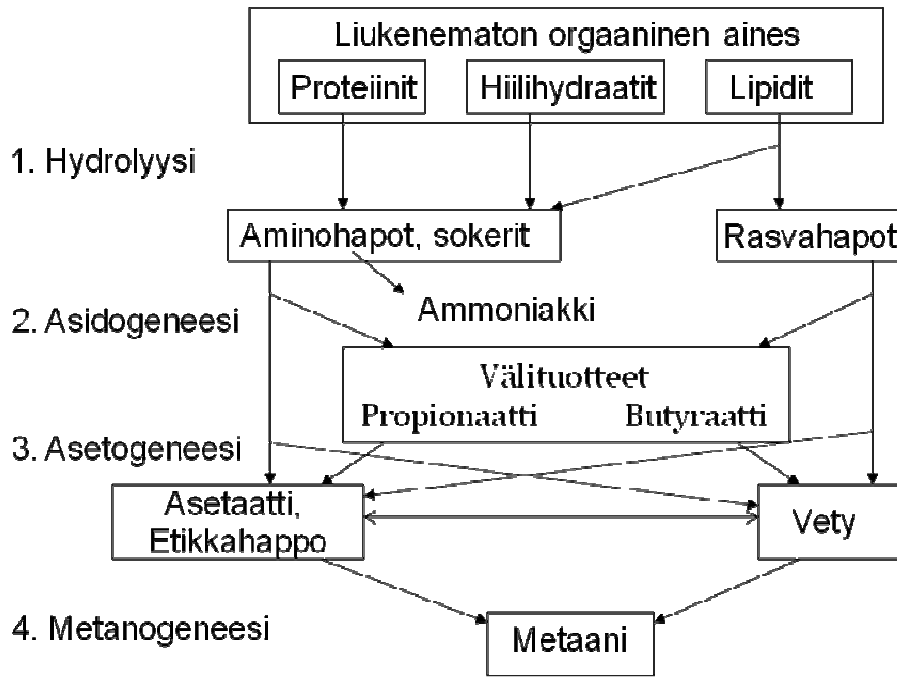 Liukenematon orgaaninen aines
Proteiinit
Hiilihydraatit
Lipidit
1. Hydrolyysi
Aminohapot, sokerit
Rasvahapot
Ammoniakki
2. Asidogeneesi
Välituotteet
Propionaatti
Butyraatti
3. Asetogeneesi
Asetaatti,
Etikkahappo
Vety
4. Metanogeneesi
Metaani